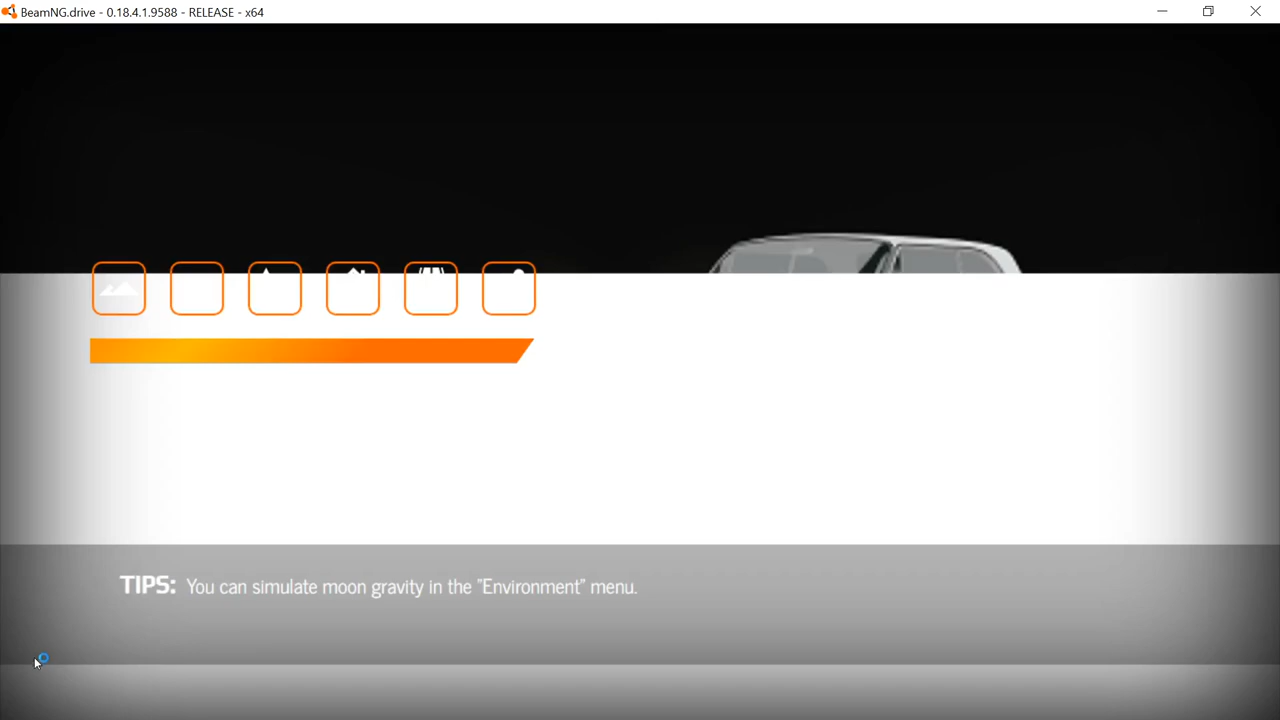 BeamNG.drive - 0.18.4.1.9588 - RELEASE - x64
TIPS: You can simulate moon gravity in the "Environment" menu.